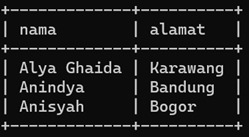 nama alamat
Alya Ghaida Karawang
Anindya Bandung
Anisyah Bogor